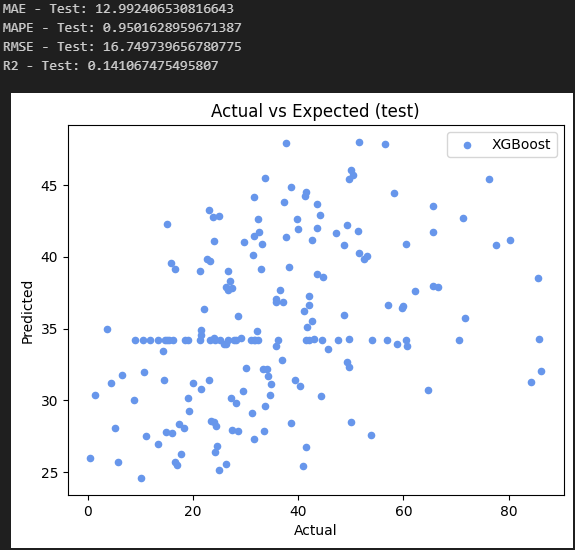 MAE - Test: 12.992406530816643
MAPE - Test: 0.9501628959671387
RMSE - Test: 16.749739656780775
R2 - Test: 0.141067475495807
Actual vs Expected (test)
XGBoost
45
40
35
30
25
Predicted
0 20 40 60 80
Actual